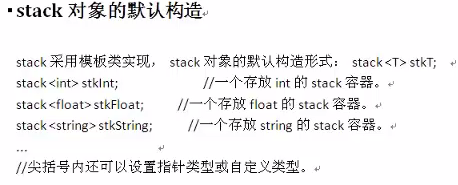 stack 对象的默认构造
stack 采用模板类实现， stack 对象的默认构造形式： stack<T> stkT;
stack <int> stkInt; //一个存放 int 的 stack 容器。
stack <float> stkFloat; //一个存放 float 的 stack 容器。
stack <string> stkString; //一个存放 string 的 stack 容器。
...
//尖括号内还可以设置指针类型或自定义类型。